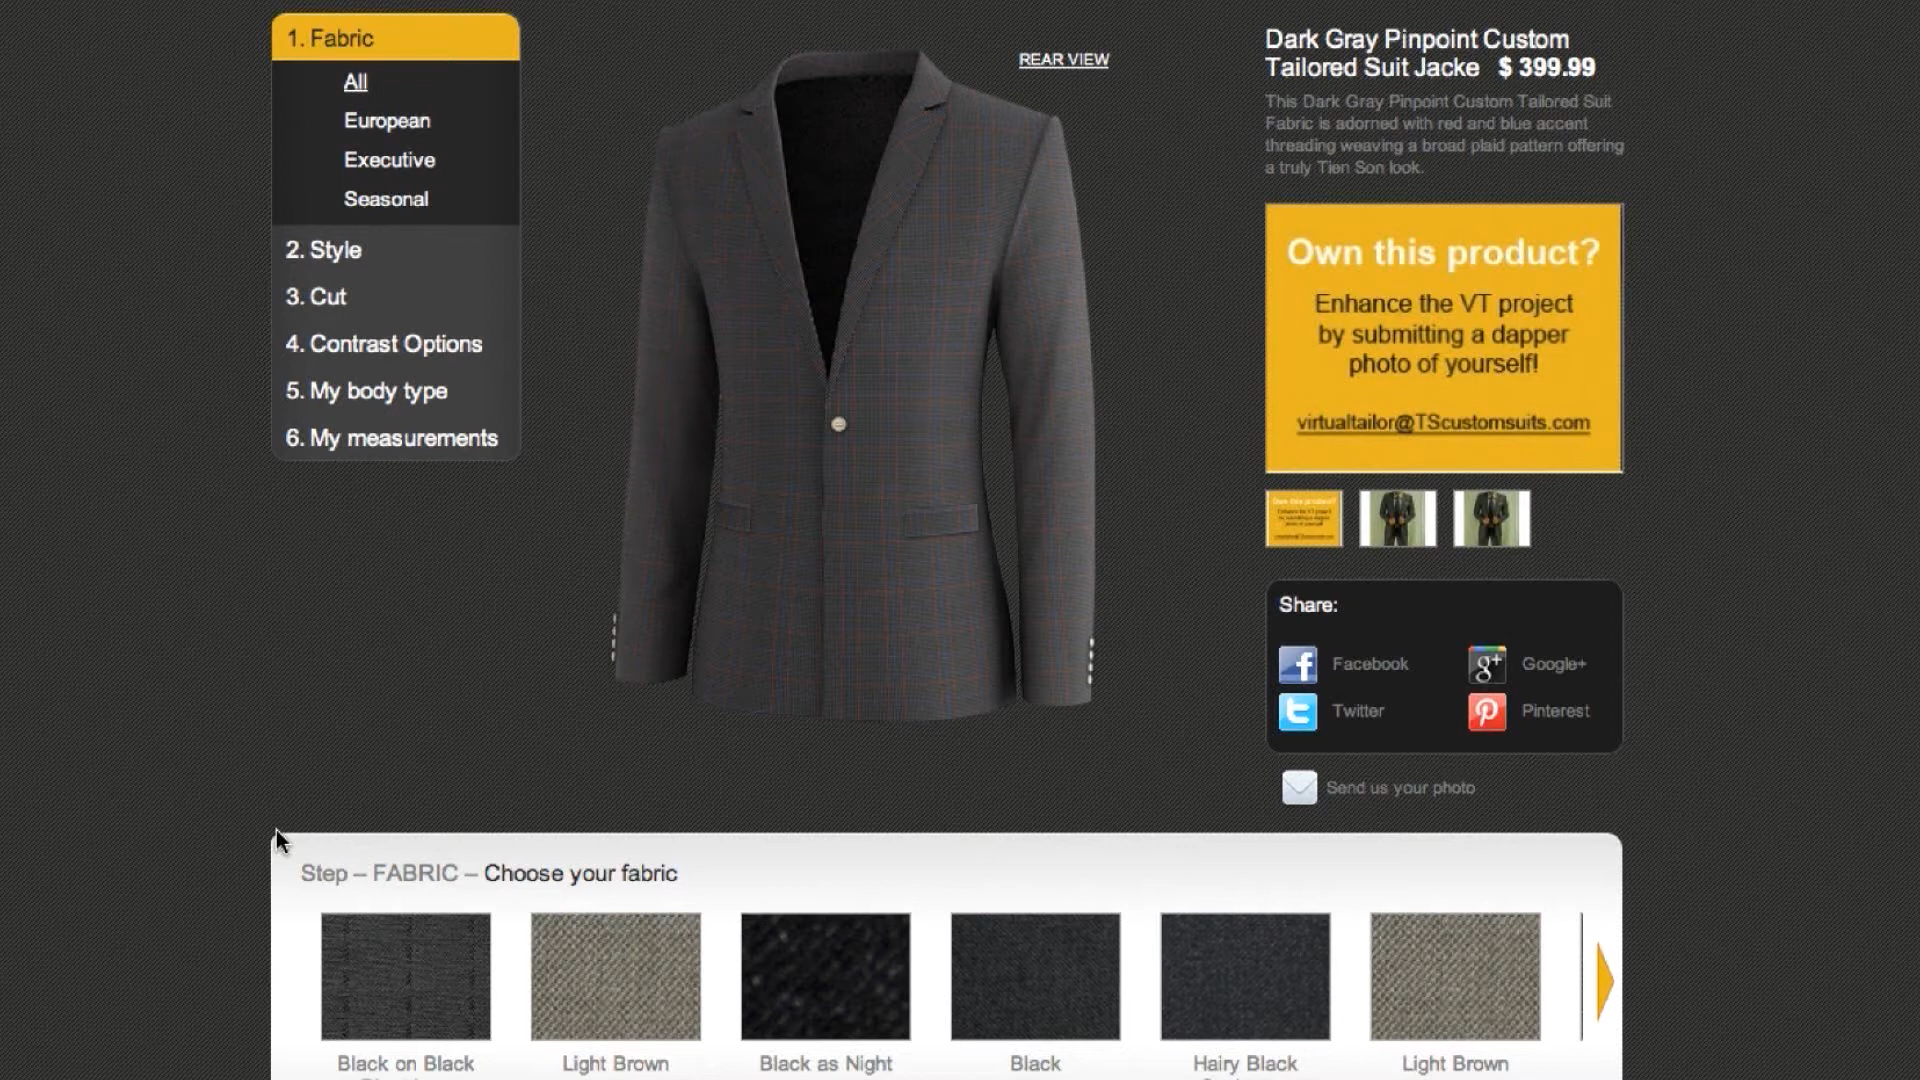 1. Fabric
All
European
Executive
Seasonal
2. Style
3. Cut
4. Contrast Options
5. My body type
6. My measurements
REAR VIEW
Dark Gray Pinpoint Custom
Tailored Suit Jacke $ 399.99
This Dark Gray Pinpoint Custom Tailored Suit
Fabric is adorned with red and blue accent
threading weaving a broad plaid pattern offering
a truly Tien Son look.
Own this product?
Enhance the VT project
by submitting a dapper
photo of yourself!
virtualtailor@TScustomsuits.com
Share:
Facebook
Google+
Twitter
Pinterest
Send us your photo
Step – FABRIC – Choose your fabric
Black on Black
Light Brown
Black as Night
Black
Hairy Black
Light Brown